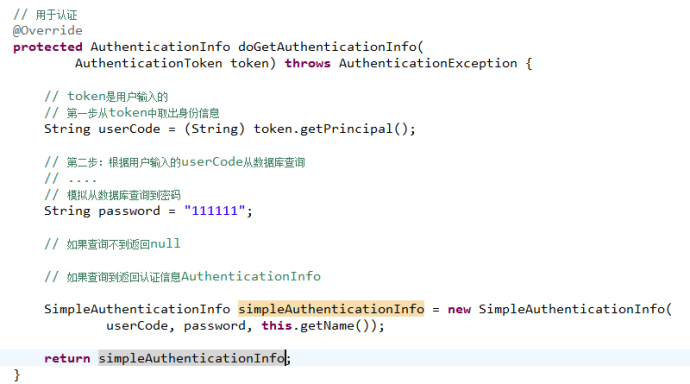 // 用于认证
@Override
protected AuthenticationInfo doGetAuthenticationInfo(
AuthenticationToken token) throws AuthenticationException {
// token是用户输入的
// 第一步从token中取出身份信息
String userCode = (String) token.getPrincipal();
// 第二步：根据用户输入的userCode从数据库查询
// ....
// 模拟从数据库查询到密码
String password = "111111";
// 如果查询不到返回null
// 如果查询到返回认证信息AuthenticationInfo
SimpleAuthenticationInfo simpleAuthenticationInfo = new SimpleAuthenticationInfo(
userCode, password, this.getName());
return simpleAuthenticationInfo;
}